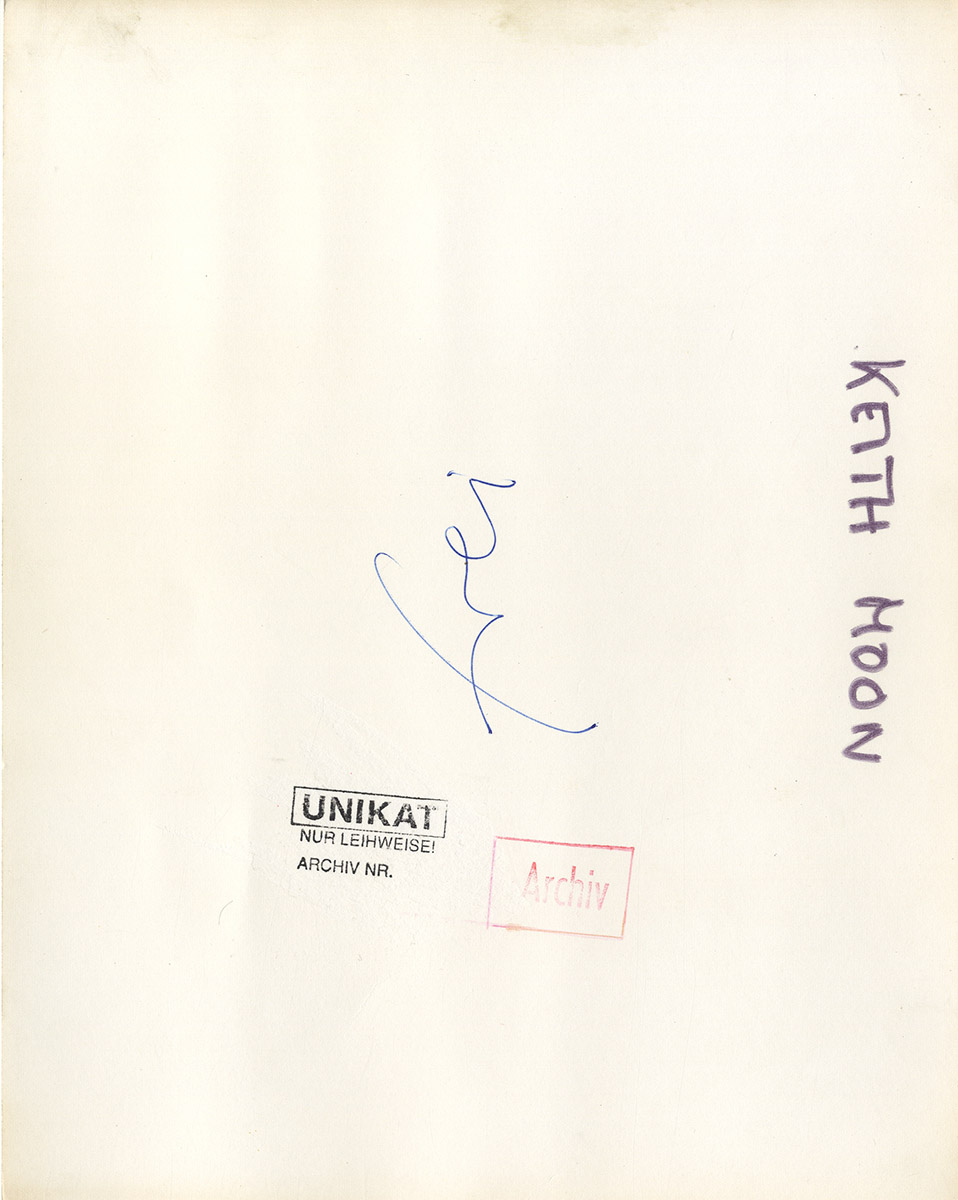 KEITH MOON
UNIKAT
NUR LEIHWEISE!
ARCHIV NR.
Archiv